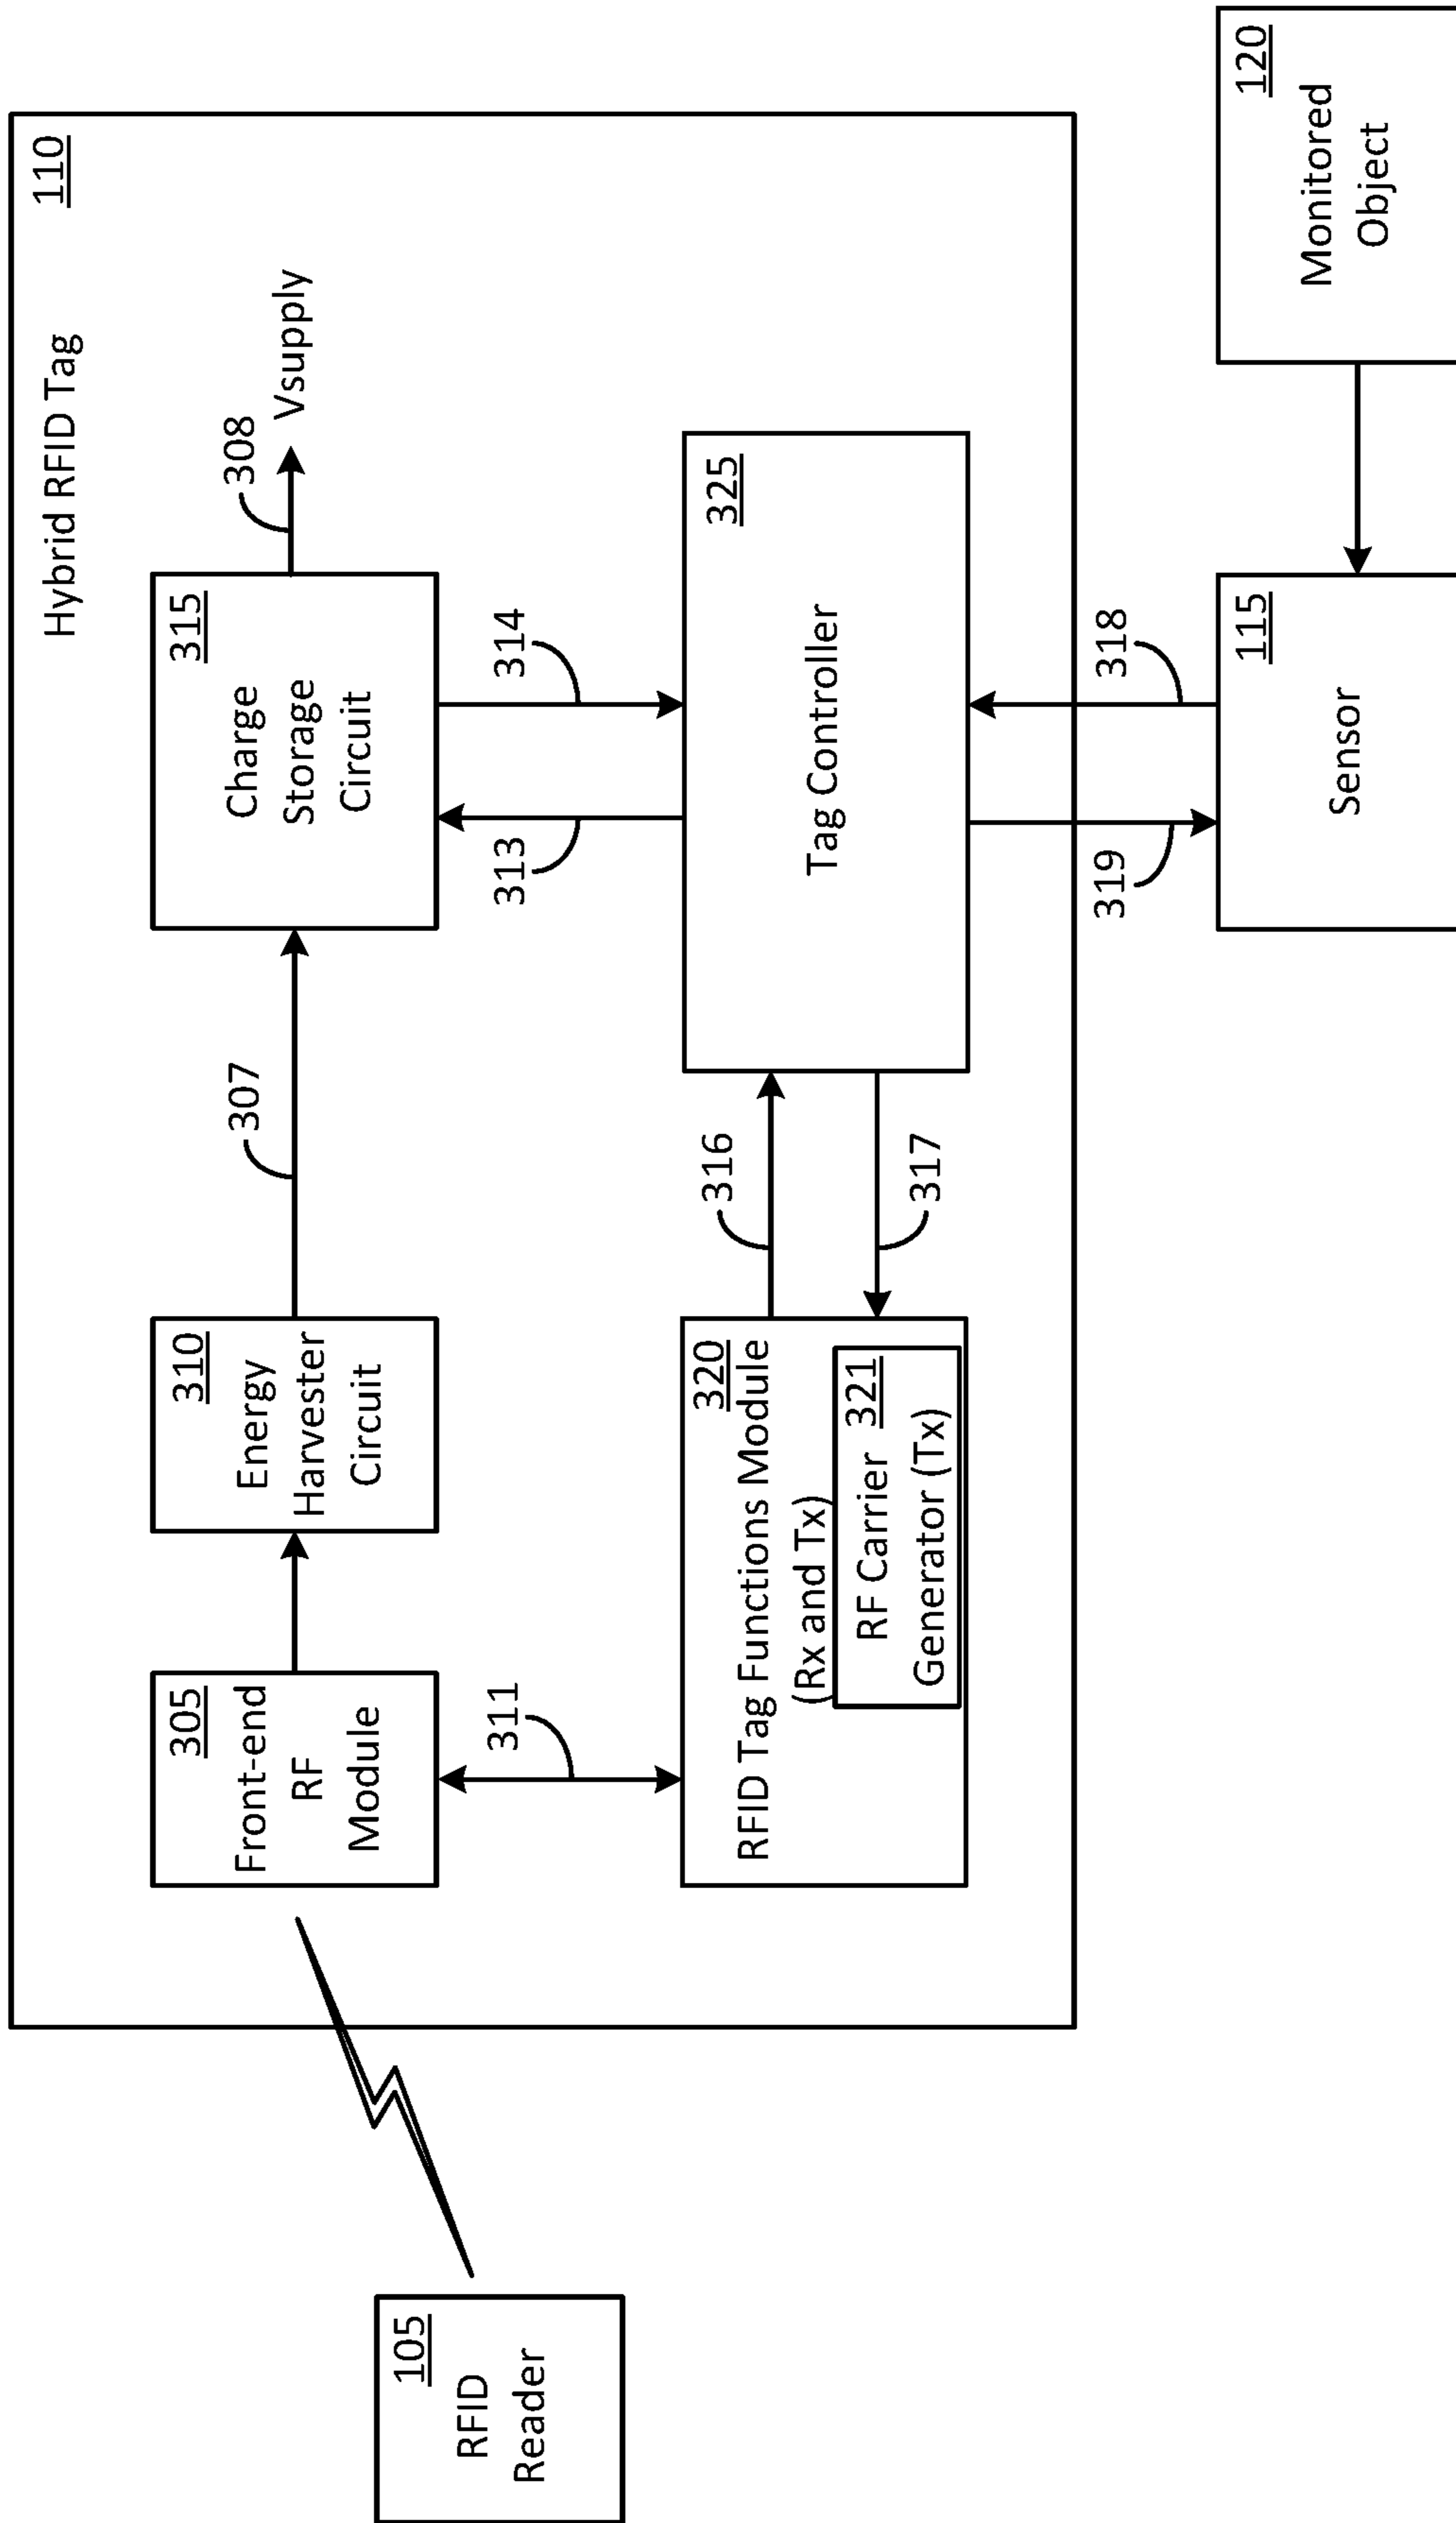 Hybrid RFID Tag
110
105
RFID
Reader
305
Front-end
RF
Module
310
Energy
Harvester
Circuit
307
315
Charge
Storage
Circuit
308
Vsupply
311
313
314
320
RFID Tag Functions Module
(Rx and Tx)
321
RF Carrier
Generator (Tx)
316
317
325
Tag Controller
319
318
115
Sensor
120
Monitored
Object